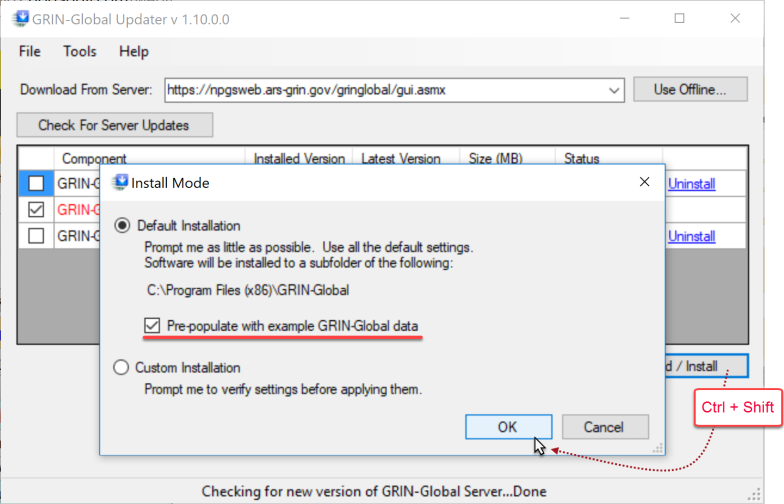 GRIN-Global Updater v 1.10.0.0
File Tools Help
Download From Server: https://npgsweb.ars-grin.gov/gringlobal/gui.asmx Use Offline...
Check For Server Updates
Component Installed Version Latest Version Size (MB) Status
GRIN-G Uninstall
GRIN-G
GRIN-G Uninstall
Install Mode
Default Installation
Prompt me as little as possible. Use all the default settings.
Software will be installed to a subfolder of the following:
C:\Program Files (x86)\GRIN-Global
Pre-populate with example GRIN-Global data
Custom Installation
Prompt me to verify settings before applying them.
OK Cancel
d / Install
Ctrl + Shift
Checking for new version of GRIN-Global Server...Done